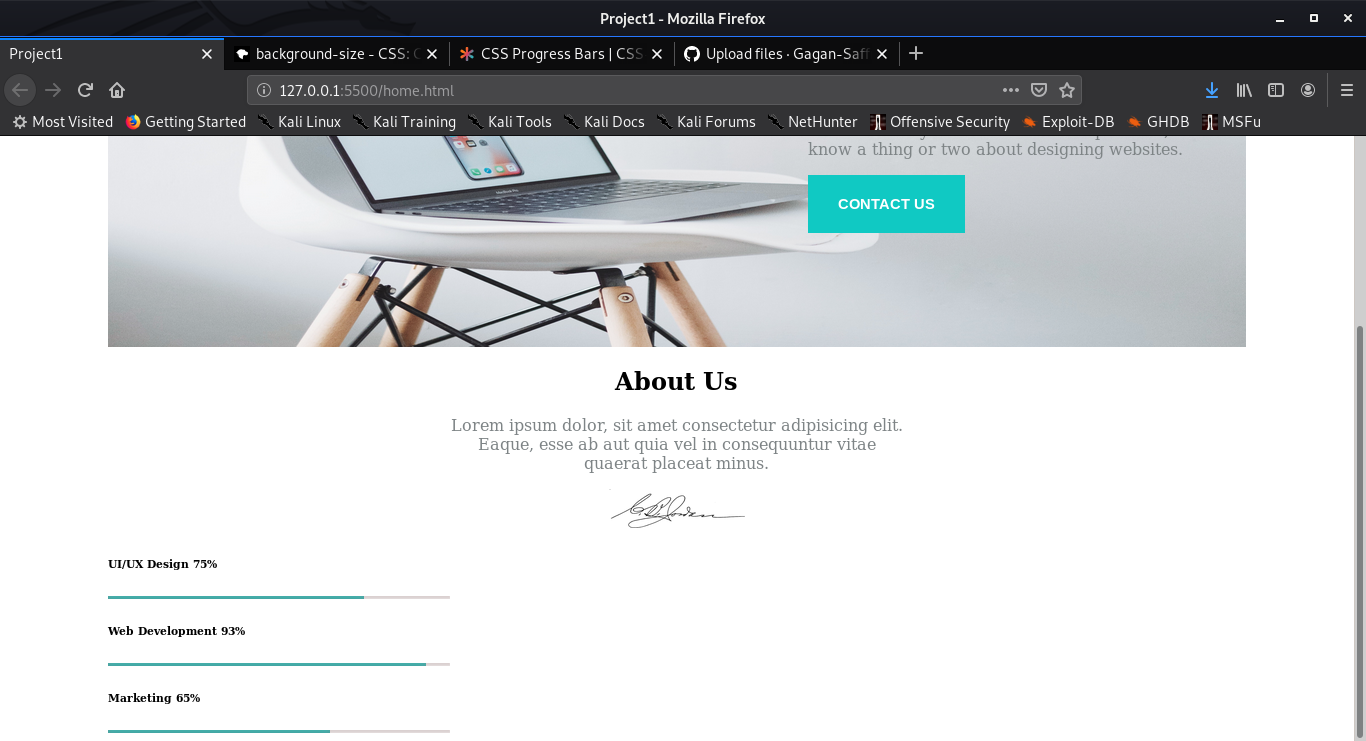 Project1 - Mozilla Firefox
Project1
background-size - CSS: C
CSS Progress Bars | CSS
Upload files · Gagan-Saff
127.0.0.1:5500/home.html
Most Visited
Getting Started
Kali Linux
Kali Training
Kali Tools
Kali Docs
Kali Forums
NetHunter
Offensive Security
Exploit-DB
GHDB
MSFu
know a thing or two about designing websites.
CONTACT US
About Us
Lorem ipsum dolor, sit amet consectetur adipisicing elit.
Eaque, esse ab aut quia vel in consequuntur vitae
quaerat placeat minus.
UI/UX Design 75%
Web Development 93%
Marketing 65%